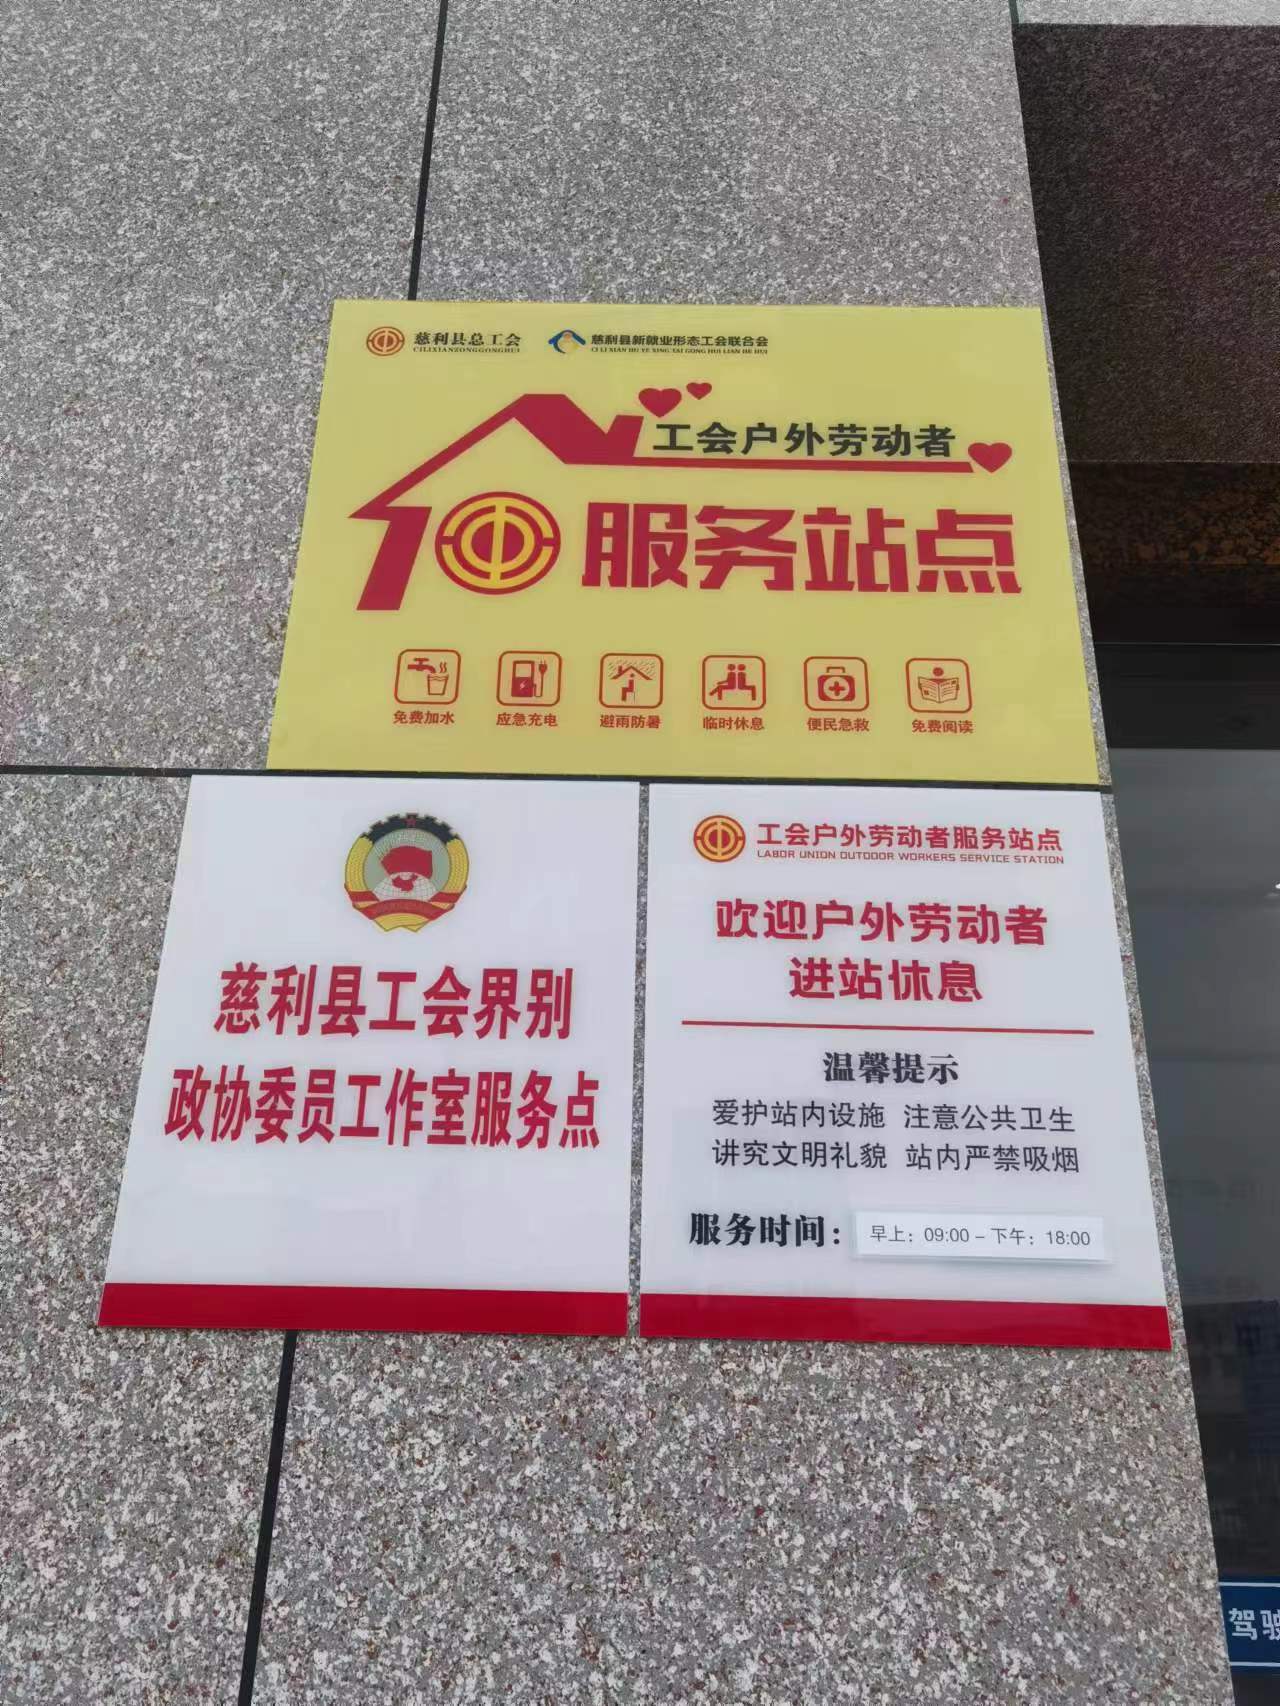 慈利县总工会
CILIXIANZONGGONGHUI
慈利县新就业形态工会联合会
工会户外劳动者
服务站点
免费加水 应急充电 避雨防暑 临时休息 便民急救 免费阅读
慈利县工会界别
政协委员工作室服务点
工会户外劳动者服务站点
LABOR UNION OUTDOOR WORKERS SERVICE STATION
欢迎户外劳动者
进站休息
温馨提示
爱护站内设施 注意公共卫生
讲究文明礼貌 站内严禁吸烟
服务时间： 早上：09:00 – 下午：18:00
驾驶